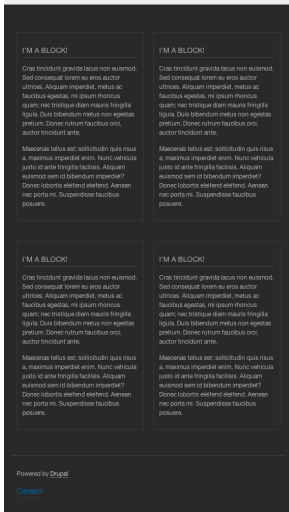 I'M A BLOCK!
Cras tincidunt gravida lacus non euismod.
Sed consequat lorem eu eros auctor
ultrices. Aliquam imperdiet, metus ac
faucibus egestas, mi ipsum rhoncus
quam; nec tristique diam mauris fringilla
ligula. Duis bibendum metus non egestas
pretium. Donec rutrum faucibus orci,
auctor tincidunt ante.
Maecenas tellus est; sollicitudin quis risus
a, maximus imperdiet enim. Nunc vehicula
justo id ante fringilla facilisis. Aliquam
euismod sem id bibendum imperdiet?
Donec lobortis eleifend eleifend. Aenean
nec porta mi. Suspendisse faucibus
posuere.
I'M A BLOCK!
Cras tincidunt gravida lacus non euismod.
Sed consequat lorem eu eros auctor
ultrices. Aliquam imperdiet, metus ac
faucibus egestas, mi ipsum rhoncus
quam; nec tristique diam mauris fringilla
ligula. Duis bibendum metus non egestas
pretium. Donec rutrum faucibus orci,
auctor tincidunt ante.
Maecenas tellus est; sollicitudin quis risus
a, maximus imperdiet enim. Nunc vehicula
justo id ante fringilla facilisis. Aliquam
euismod sem id bibendum imperdiet?
Donec lobortis eleifend eleifend. Aenean
nec porta mi. Suspendisse faucibus
posuere.
I'M A BLOCK!
Cras tincidunt gravida lacus non euismod.
Sed consequat lorem eu eros auctor
ultrices. Aliquam imperdiet, metus ac
faucibus egestas, mi ipsum rhoncus
quam; nec tristique diam mauris fringilla
ligula. Duis bibendum metus non egestas
pretium. Donec rutrum faucibus orci,
auctor tincidunt ante.
Maecenas tellus est; sollicitudin quis risus
a, maximus imperdiet enim. Nunc vehicula
justo id ante fringilla facilisis. Aliquam
euismod sem id bibendum imperdiet?
Donec lobortis eleifend eleifend. Aenean
nec porta mi. Suspendisse faucibus
posuere.
I'M A BLOCK!
Cras tincidunt gravida lacus non euismod.
Sed consequat lorem eu eros auctor
ultrices. Aliquam imperdiet, metus ac
faucibus egestas, mi ipsum rhoncus
quam; nec tristique diam mauris fringilla
ligula. Duis bibendum metus non egestas
pretium. Donec rutrum faucibus orci,
auctor tincidunt ante.
Maecenas tellus est; sollicitudin quis risus
a, maximus imperdiet enim. Nunc vehicula
justo id ante fringilla facilisis. Aliquam
euismod sem id bibendum imperdiet?
Donec lobortis eleifend eleifend. Aenean
nec porta mi. Suspendisse faucibus
posuere.
Powered by Drupal
Contact